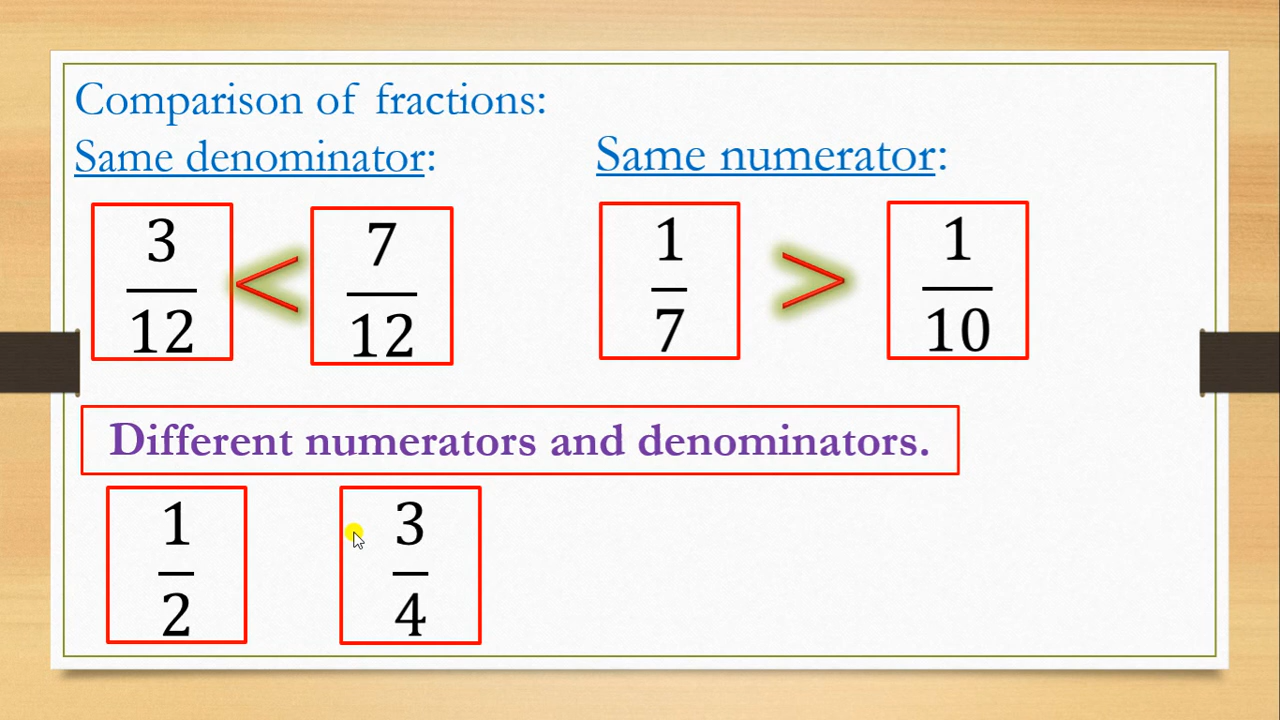 Comparison of fractions:
Same denominator:
Same numerator:
3/12 < 7/12
1/7 > 1/10
Different numerators and denominators.
1/2 3/4